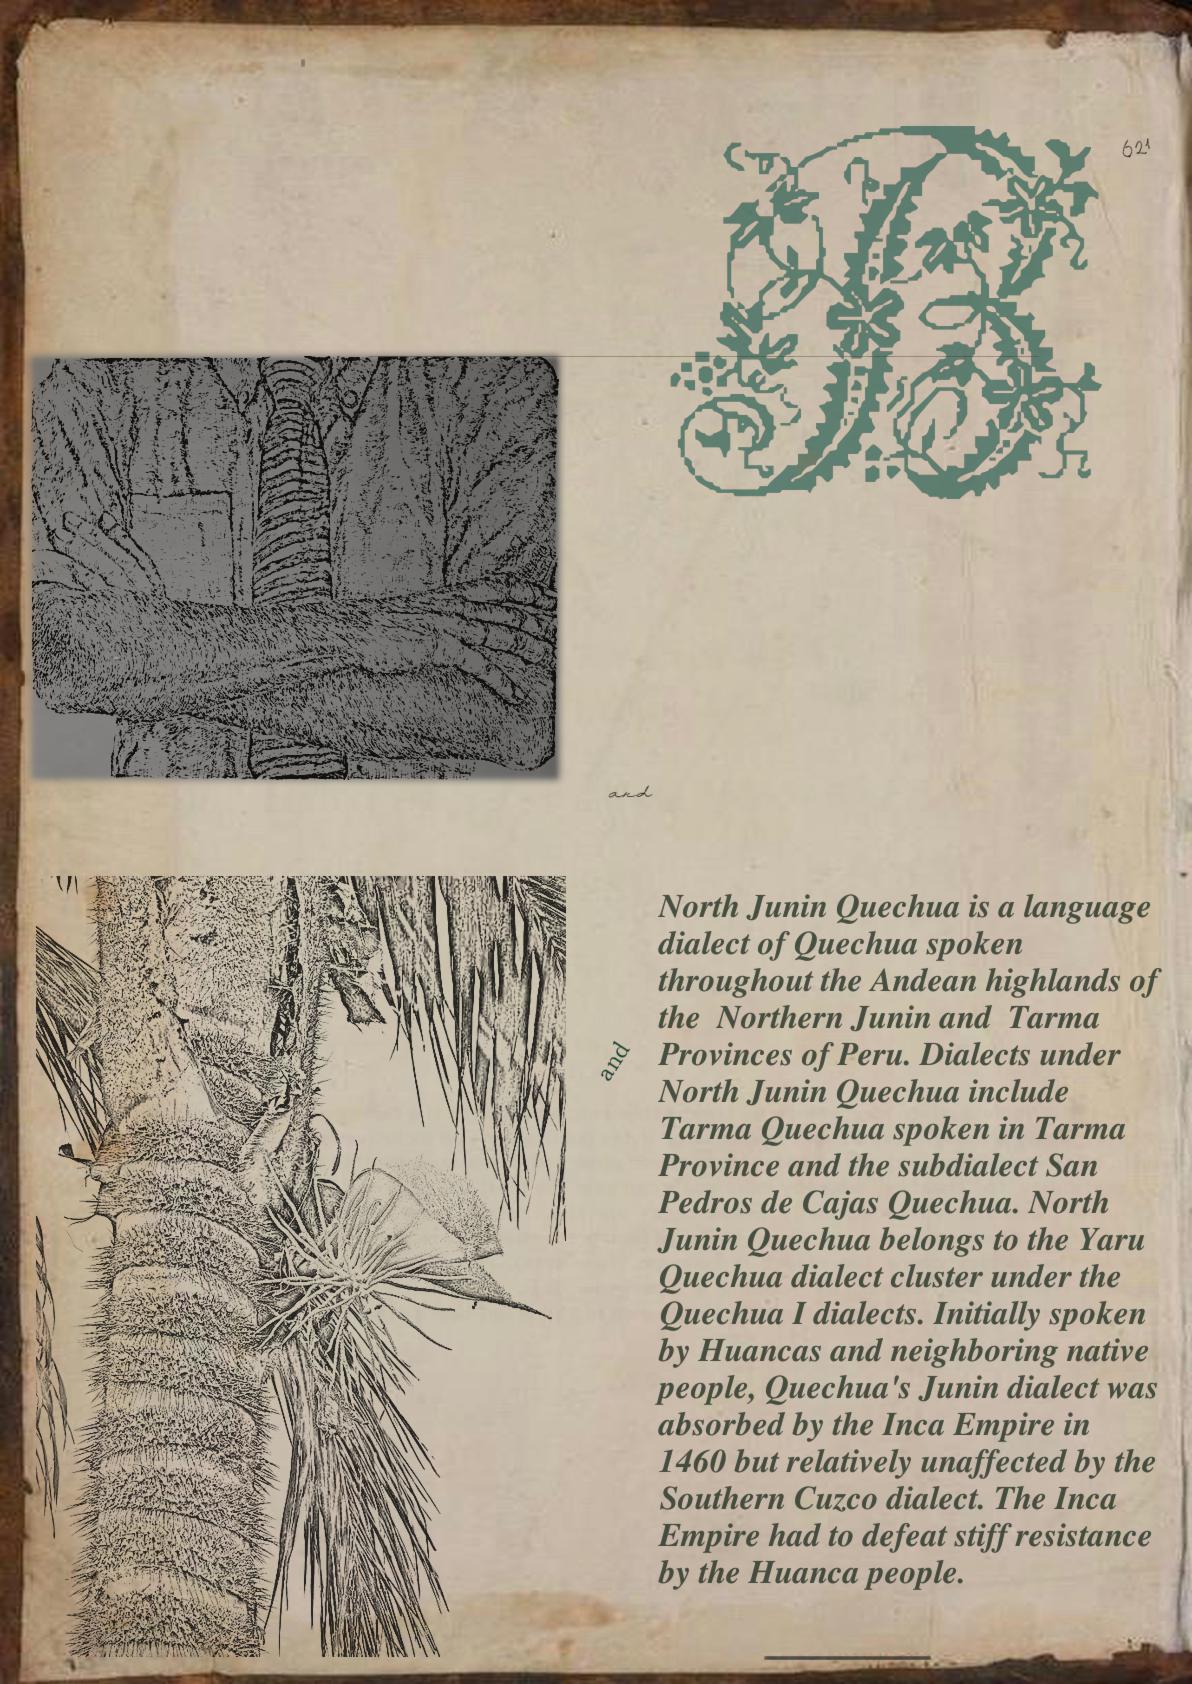 621
and
and
North Junin Quechua is a language
dialect of Quechua spoken
throughout the Andean highlands of
the  Northern Junin and  Tarma
Provinces of Peru. Dialects under
North Junin Quechua include
Tarma Quechua spoken in Tarma
Province and the subdialect San
Pedros de Cajas Quechua. North
Junin Quechua belongs to the Yaru
Quechua dialect cluster under the
Quechua I dialects. Initially spoken
by Huancas and neighboring native
people, Quechua's Junin dialect was
absorbed by the Inca Empire in
1460 but relatively unaffected by the
Southern Cuzco dialect. The Inca
Empire had to defeat stiff resistance
by the Huanca people.